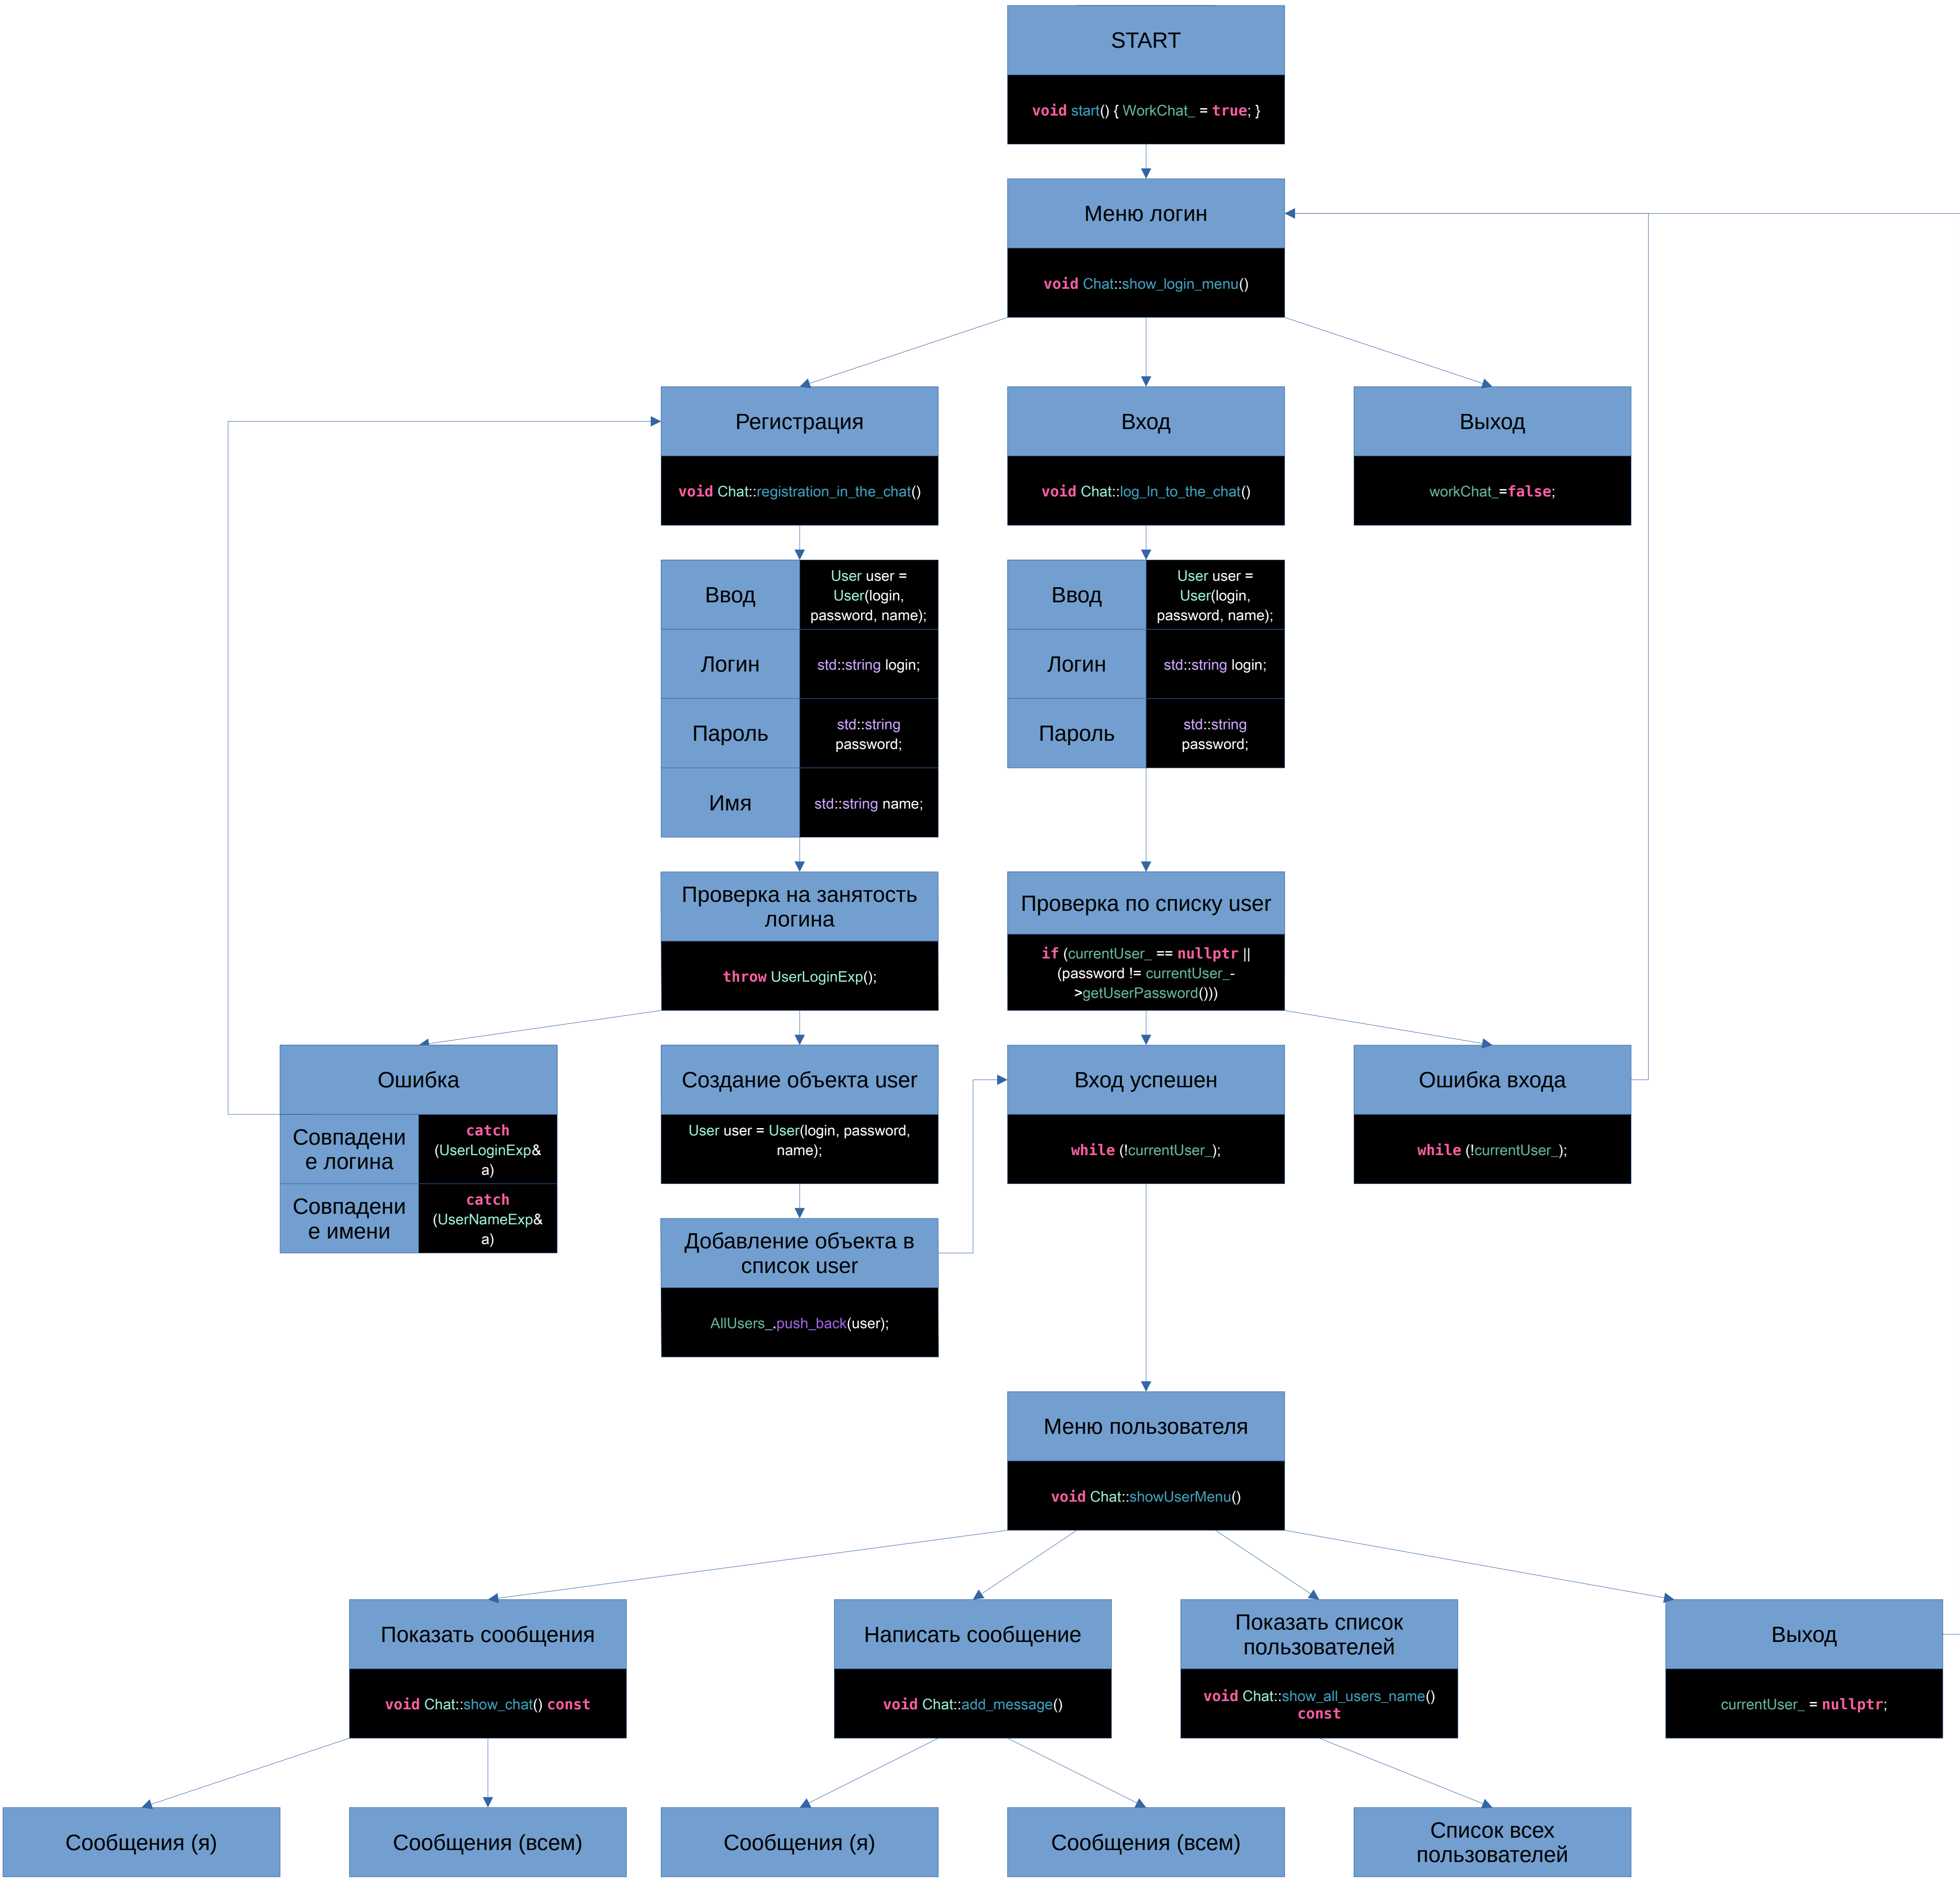 START
void start() { WorkChat_ = true; }
Меню логин
void Chat::show_login_menu()
Регистрация
void Chat::registration_in_the_chat()
Вход
void Chat::log_In_to_the_chat()
Выход
workChat_=false;
Ввод
User user =
User(login,
password, name);
Логин
std::string login;
Пароль
std::string
password;
Имя
std::string name;
Ввод
User user =
User(login,
password, name);
Логин
std::string login;
Пароль
std::string
password;
Проверка на занятость
логина
throw UserLoginExp();
Проверка по списку user
if (currentUser_ == nullptr ||
(password != currentUser_-
>getUserPassword()))
Ошибка
Совпадени
е логина
catch
(UserLoginExp&
a)
Совпадени
е имени
catch
(UserNameExp&
a)
Создание объекта user
User user = User(login, password,
name);
Вход успешен
while (!currentUser_);
Ошибка входа
while (!currentUser_);
Добавление объекта в
список user
AllUsers_.push_back(user);
Меню пользователя
void Chat::showUserMenu()
Показать сообщения
void Chat::show_chat() const
Написать сообщение
void Chat::add_message()
Показать список
пользователей
void Chat::show_all_users_name()
const
Выход
currentUser_ = nullptr;
Сообщения (я)
Сообщения (всем)
Сообщения (я)
Сообщения (всем)
Список всех
пользователей